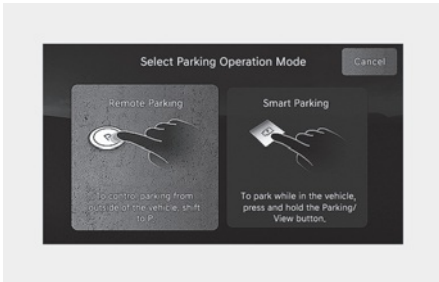 Select Parking Operation Mode
Cancel
Remote Parking
Smart Parking
P
To control parking from
outside of the vehicle, shift
to P.
To park while in the vehicle,
press and hold the Parking/
View button.